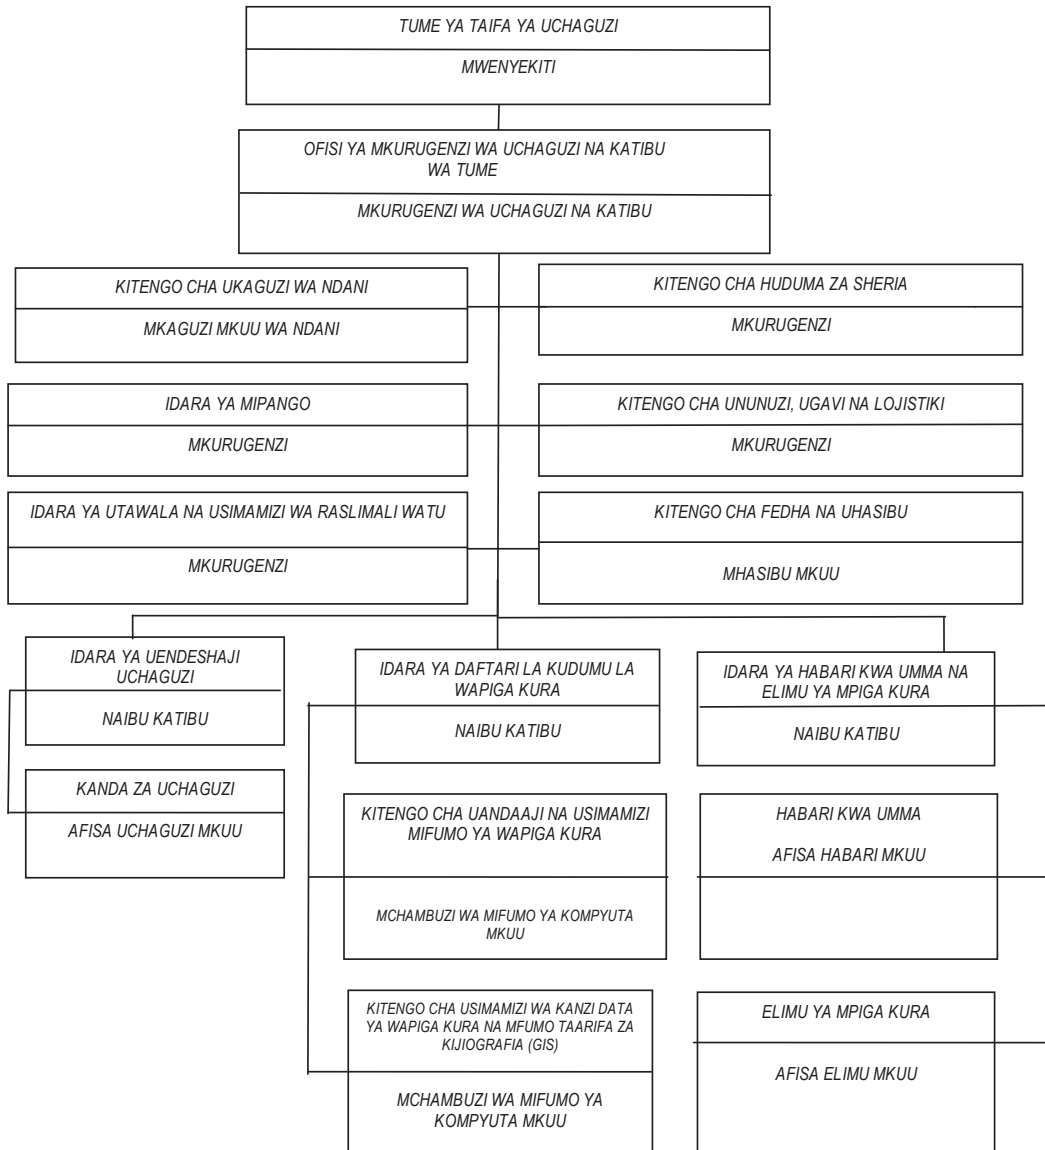 TUME YA TAIFA YA UCHAGUZI
MWENYEKITI
OFISI YA MKURUGENZI WA UCHAGUZI NA KATIBU
WA TUME
MKURUGENZI WA UCHAGUZI NA KATIBU
KITENGO CHA UKAGUZI WA NDANI
MKAGUZI MKUU WA NDANI
KITENGO CHA HUDUMA ZA SHERIA
MKURUGENZI
IDARA YA MIPANGO
MKURUGENZI
KITENGO CHA UNUNUZI, UGAVI NA LOJISTIKI
MKURUGENZI
IDARA YA UTAWALA NA USIMAMIZI WA RASLIMALI WATU
MKURUGENZI
KITENGO CHA FEDHA NA UHASIBU
MHASIBU MKUU
IDARA YA UENDESHAJI
UCHAGUZI
NAIBU KATIBU
KANDA ZA UCHAGUZI
AFISA UCHAGUZI MKUU
IDARA YA DAFTARI LA KUDUMU LA
WAPIGA KURA
NAIBU KATIBU
KITENGO CHA UANDAAJI NA USIMAMIZI
MIFUMO YA WAPIGA KURA
MCHAMBUZI WA MIFUMO YA KOMPYUTA
MKUU
KITENGO CHA USIMAMIZI WA KANZI DATA
YA WAPIGA KURA NA MFUMO TAARIFA ZA
KIJIOGRAFIA (GIS)
MCHAMBUZI WA MIFUMO YA
KOMPYUTA MKUU
IDARA YA HABARI KWA UMMA NA
ELIMU YA MPIGA KURA
NAIBU KATIBU
HABARI KWA UMMA
AFISA HABARI MKUU
ELIMU YA MPIGA KURA
AFISA ELIMU MKUU